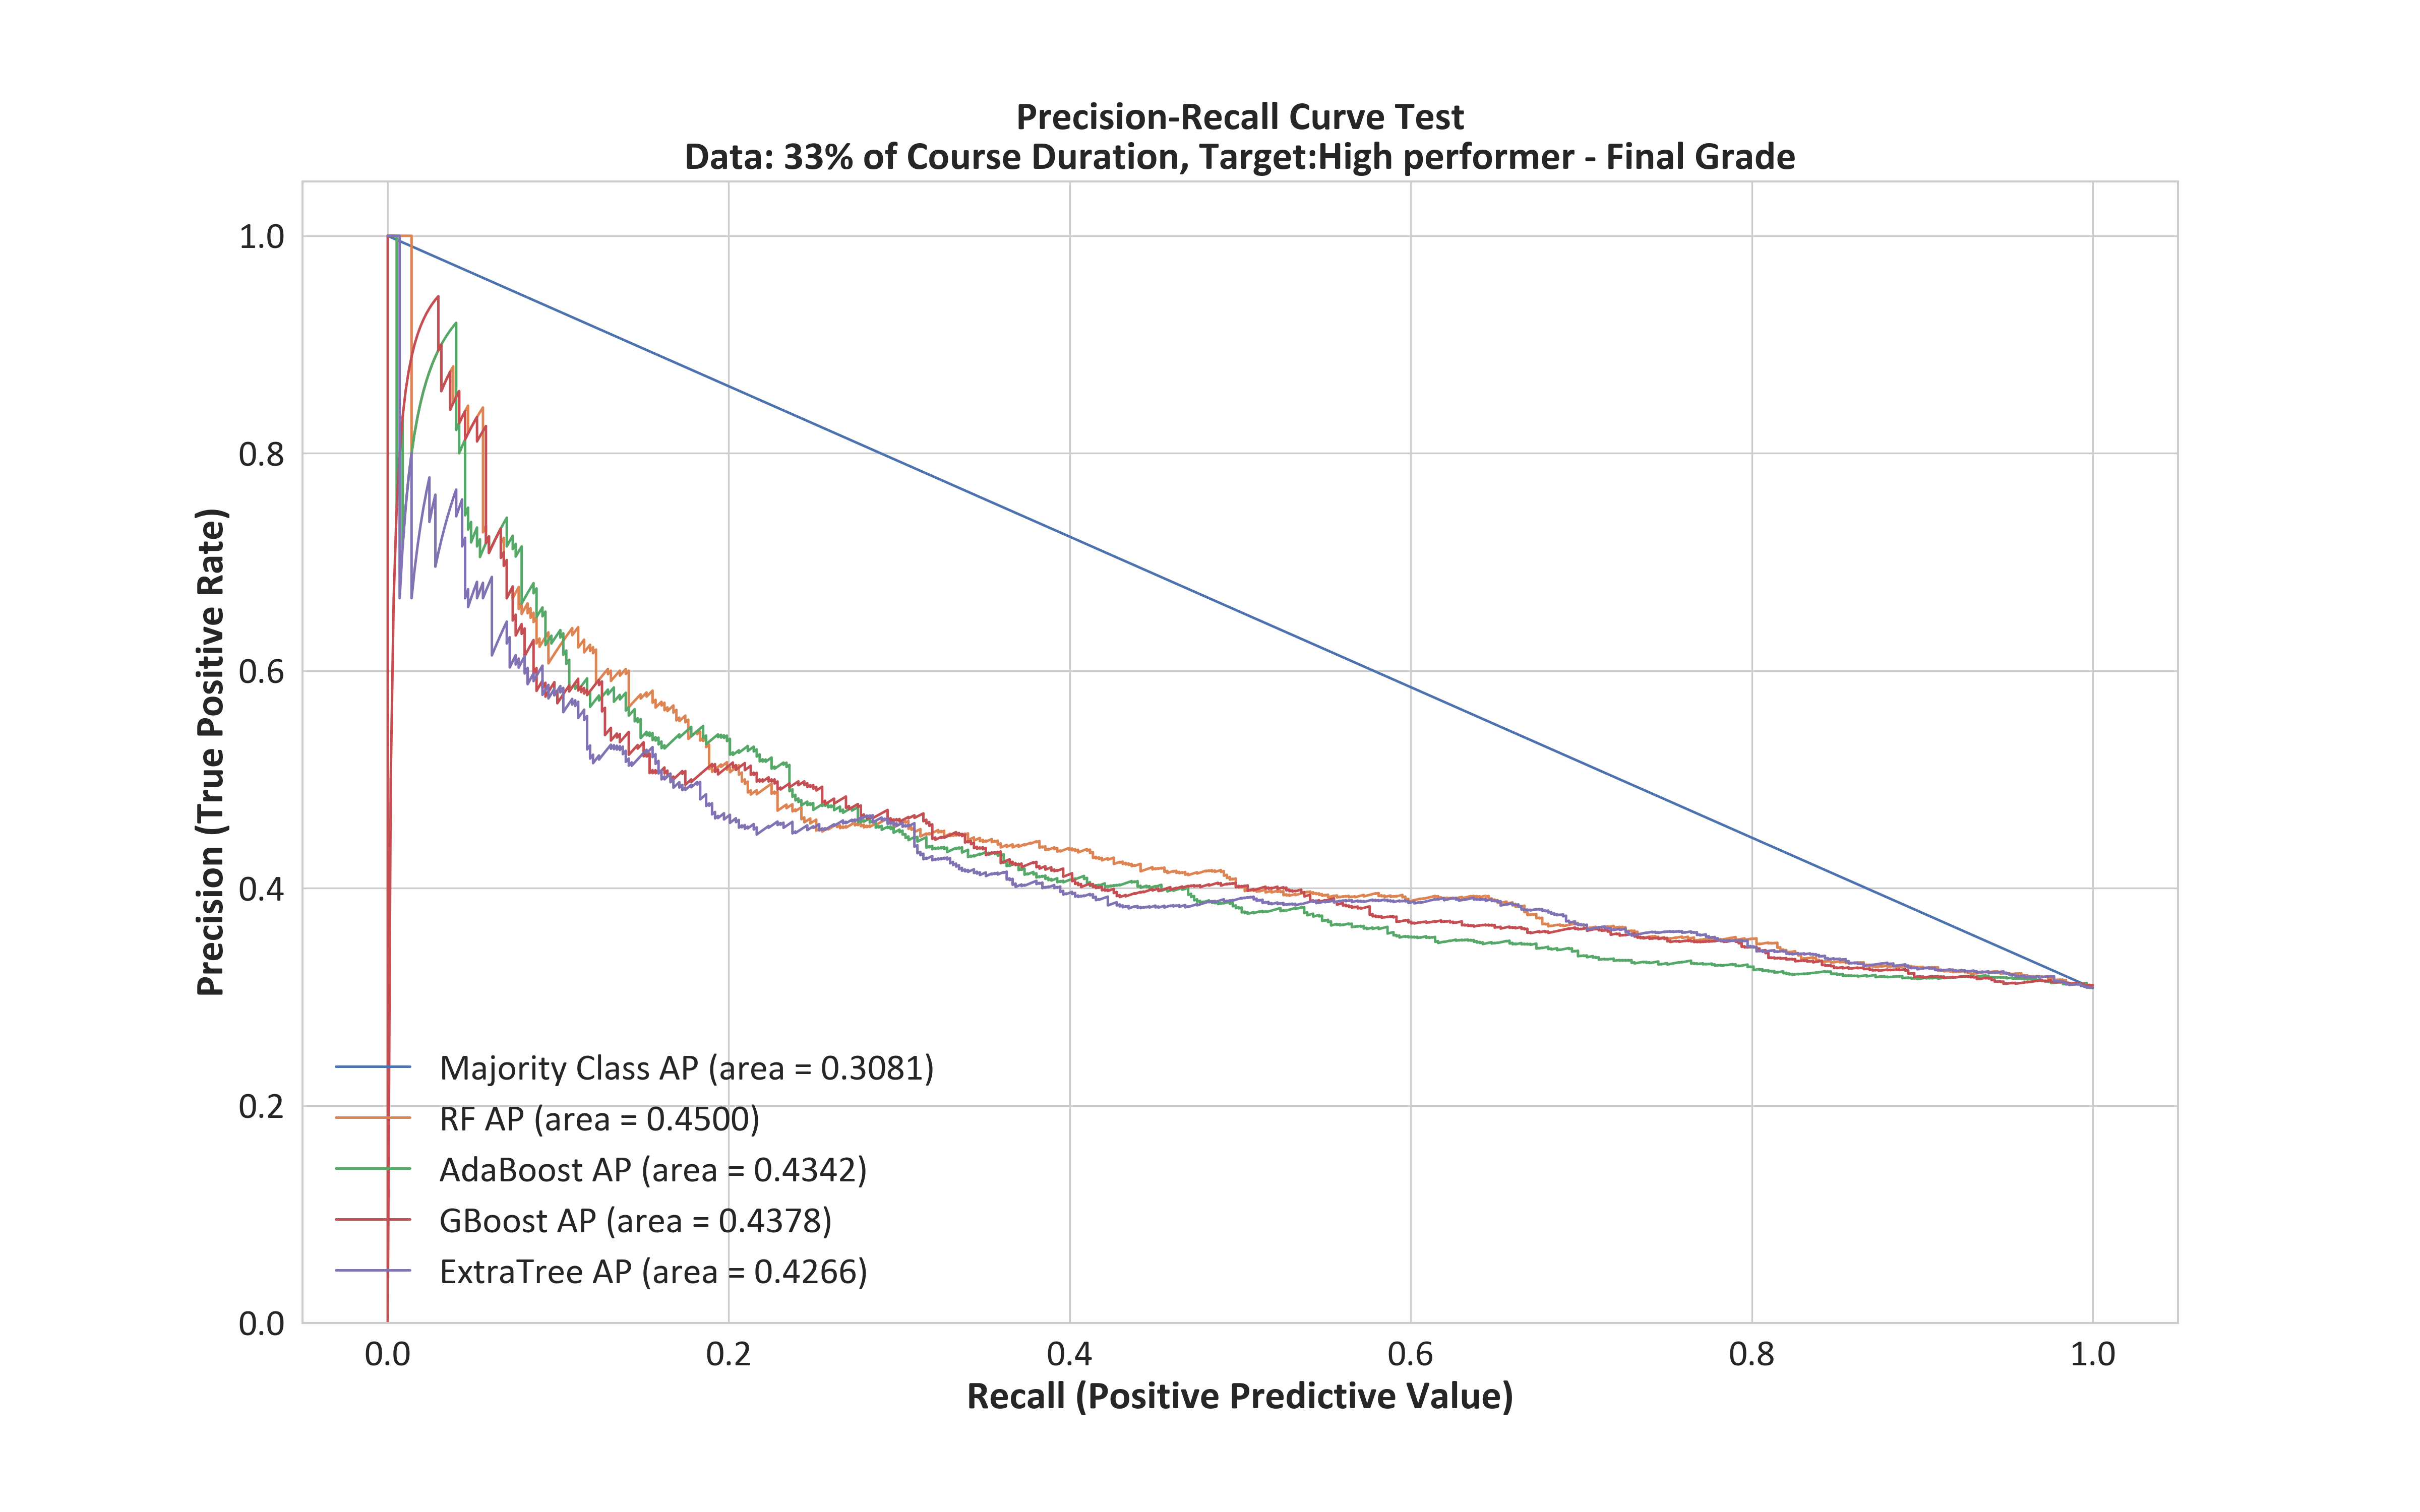 Precision-Recall Curve Test
Data: 33% of Course Duration, Target:High performer - Final Grade
Precision (True Positive Rate)
1.0
0.8
0.6
0.4
0.2
0.0
Majority Class AP (area = 0.3081)
RF AP (area = 0.4500)
AdaBoost AP (area = 0.4342)
GBoost AP (area = 0.4378)
ExtraTree AP (area = 0.4266)
0.0 0.2 0.4 0.6 0.8 1.0
Recall (Positive Predictive Value)